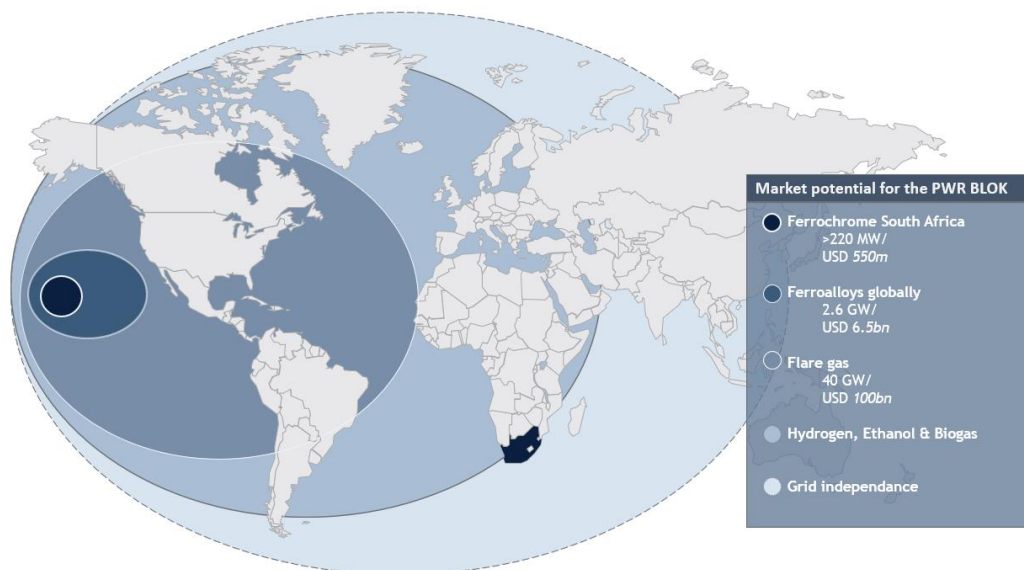 Market potential for the PWR BLOK
Ferrochrome South Africa
>220 MW/
USD 550m
Ferroalloys globally
2.6 GW/
USD 6.5bn
Flare gas
40 GW/
USD 100bn
Hydrogen, Ethanol & Biogas
Grid independance